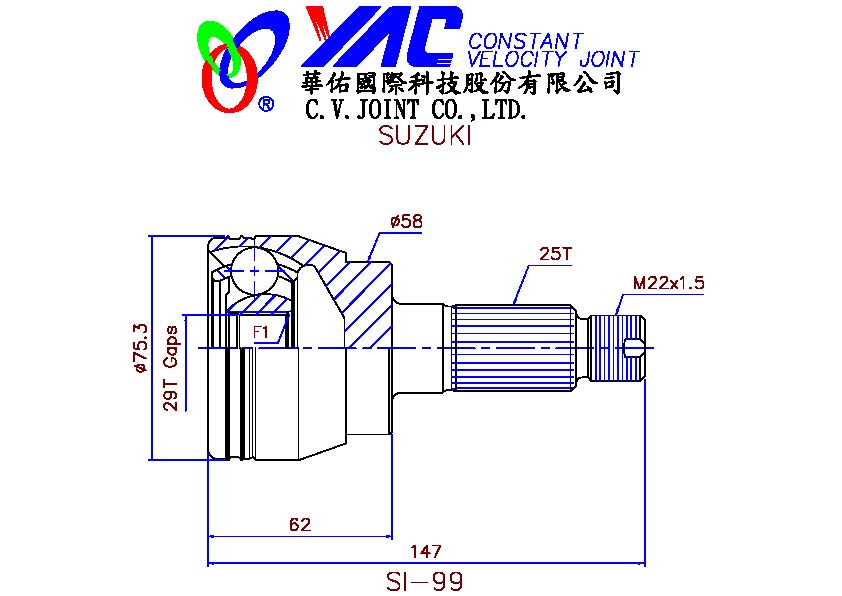 YAC CONSTANT
VELOCITY JOINT
®
華佑國際科技股份有限公司
C.V.JOINT CO.,LTD.
SUZUKI
ø58
25T
M22x1.5
F1
ø75.3
29T Gaps
62
147
SI-99